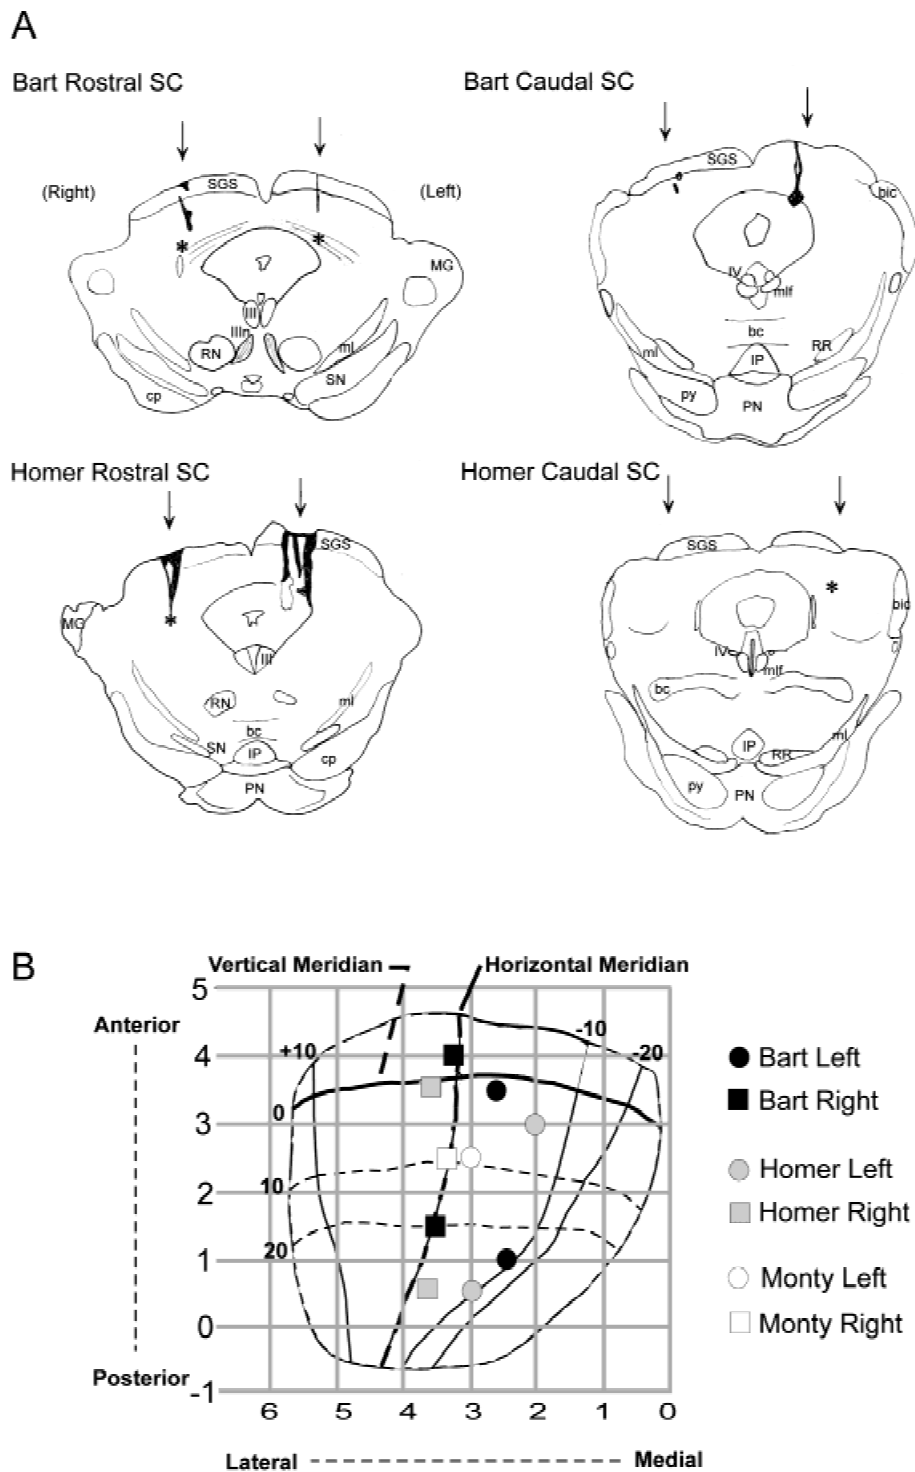 A
Bart Rostral SC
Bart Caudal SC
(Right)
SGS
(Left)
MG
III
IIIn
RN
ml
SN
cp
SGS
bic
IV
mlf
bc
ml
IP
RR
py
PN
Homer Rostral SC
Homer Caudal SC
SGS
MG
III
RN
ml
bc
SN
IP
cp
PN
SGS
bic
IV
mlf
bc
ml
IP
RR
py
PN
B
Vertical Meridian
Horizontal Meridian
5
Anterior
-10
+10
-20
4
Bart Left
Bart Right
0
3
Homer Left
10
2
Homer Right
20
1
Monty Left
0
Monty Right
Posterior
-1
6 5 4 3 2 1 0
Lateral
Medial